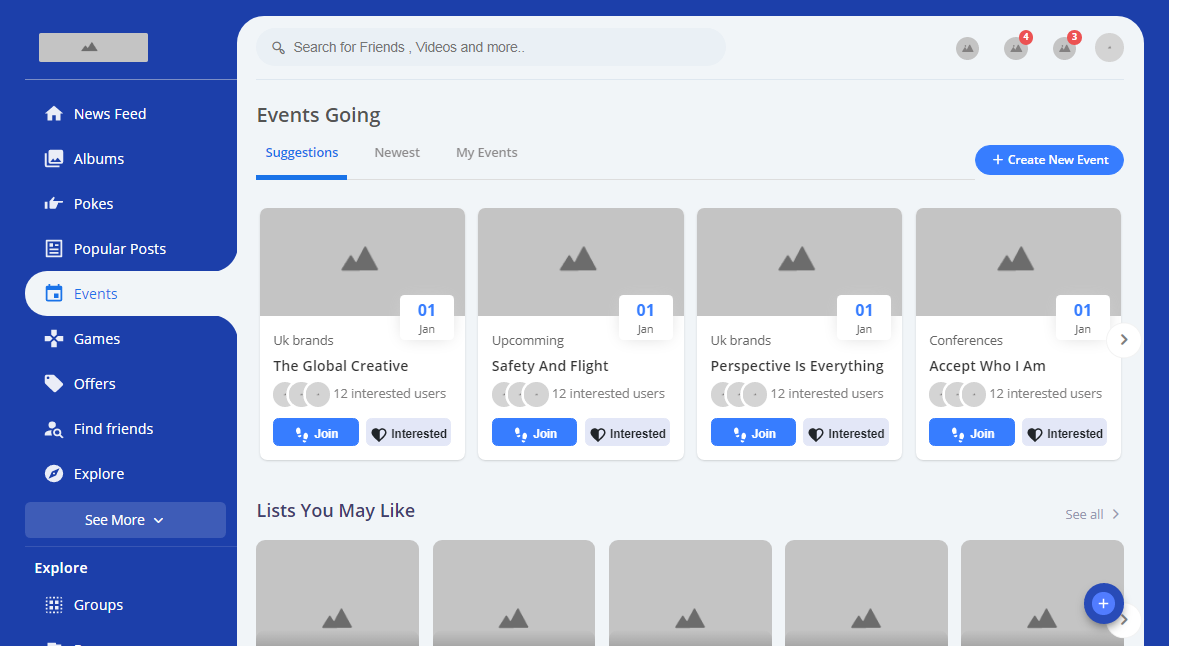 Search for Friends , Videos and more..
4
3
News Feed
Albums
Pokes
Popular Posts
Events
Games
Offers
Find friends
Explore
See More
Explore
Groups
Events Going
Suggestions
Newest
My Events
+ Create New Event
01
Jan
Uk brands
The Global Creative
12 interested users
Join
Interested
01
Jan
Upcomming
Safety And Flight
12 interested users
Join
Interested
01
Jan
Uk brands
Perspective Is Everything
12 interested users
Join
Interested
01
Jan
Conferences
Accept Who I Am
12 interested users
Join
Interested
Lists You May Like
See all